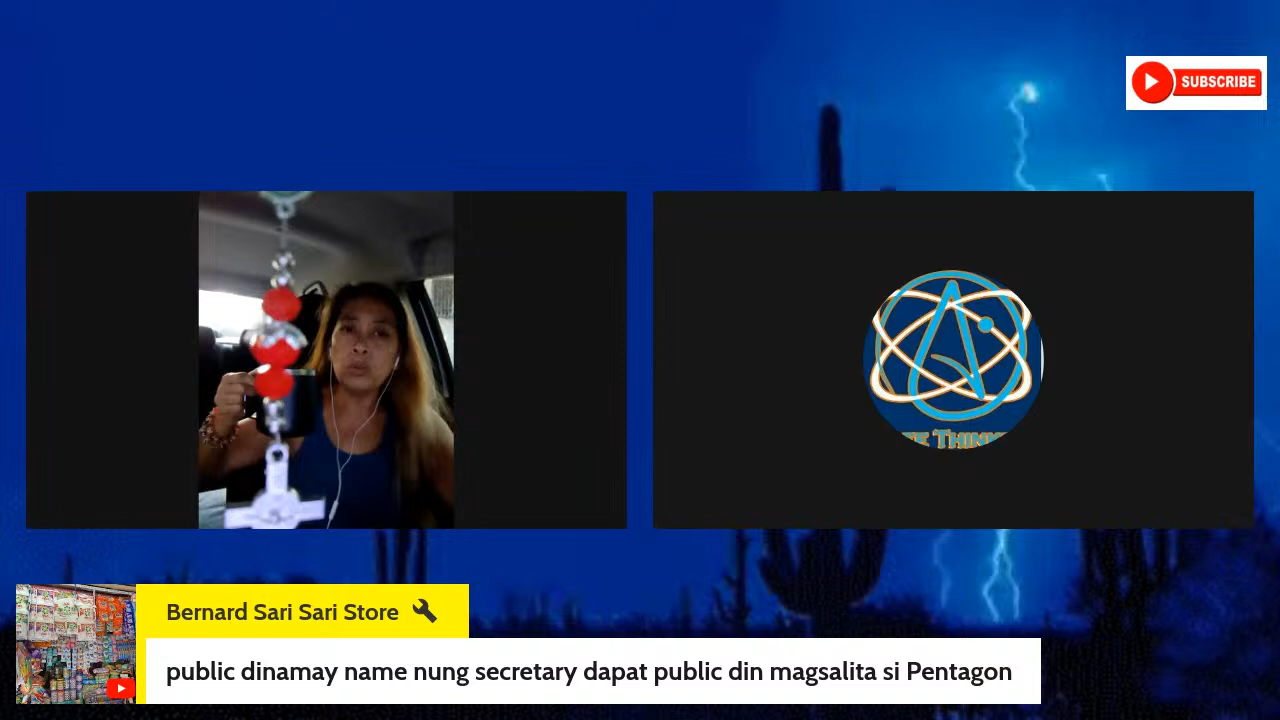 SUBSCRIBE
Bernard Sari Sari Store
public dinamay name nung secretary dapat public din magsalita si Pentagon